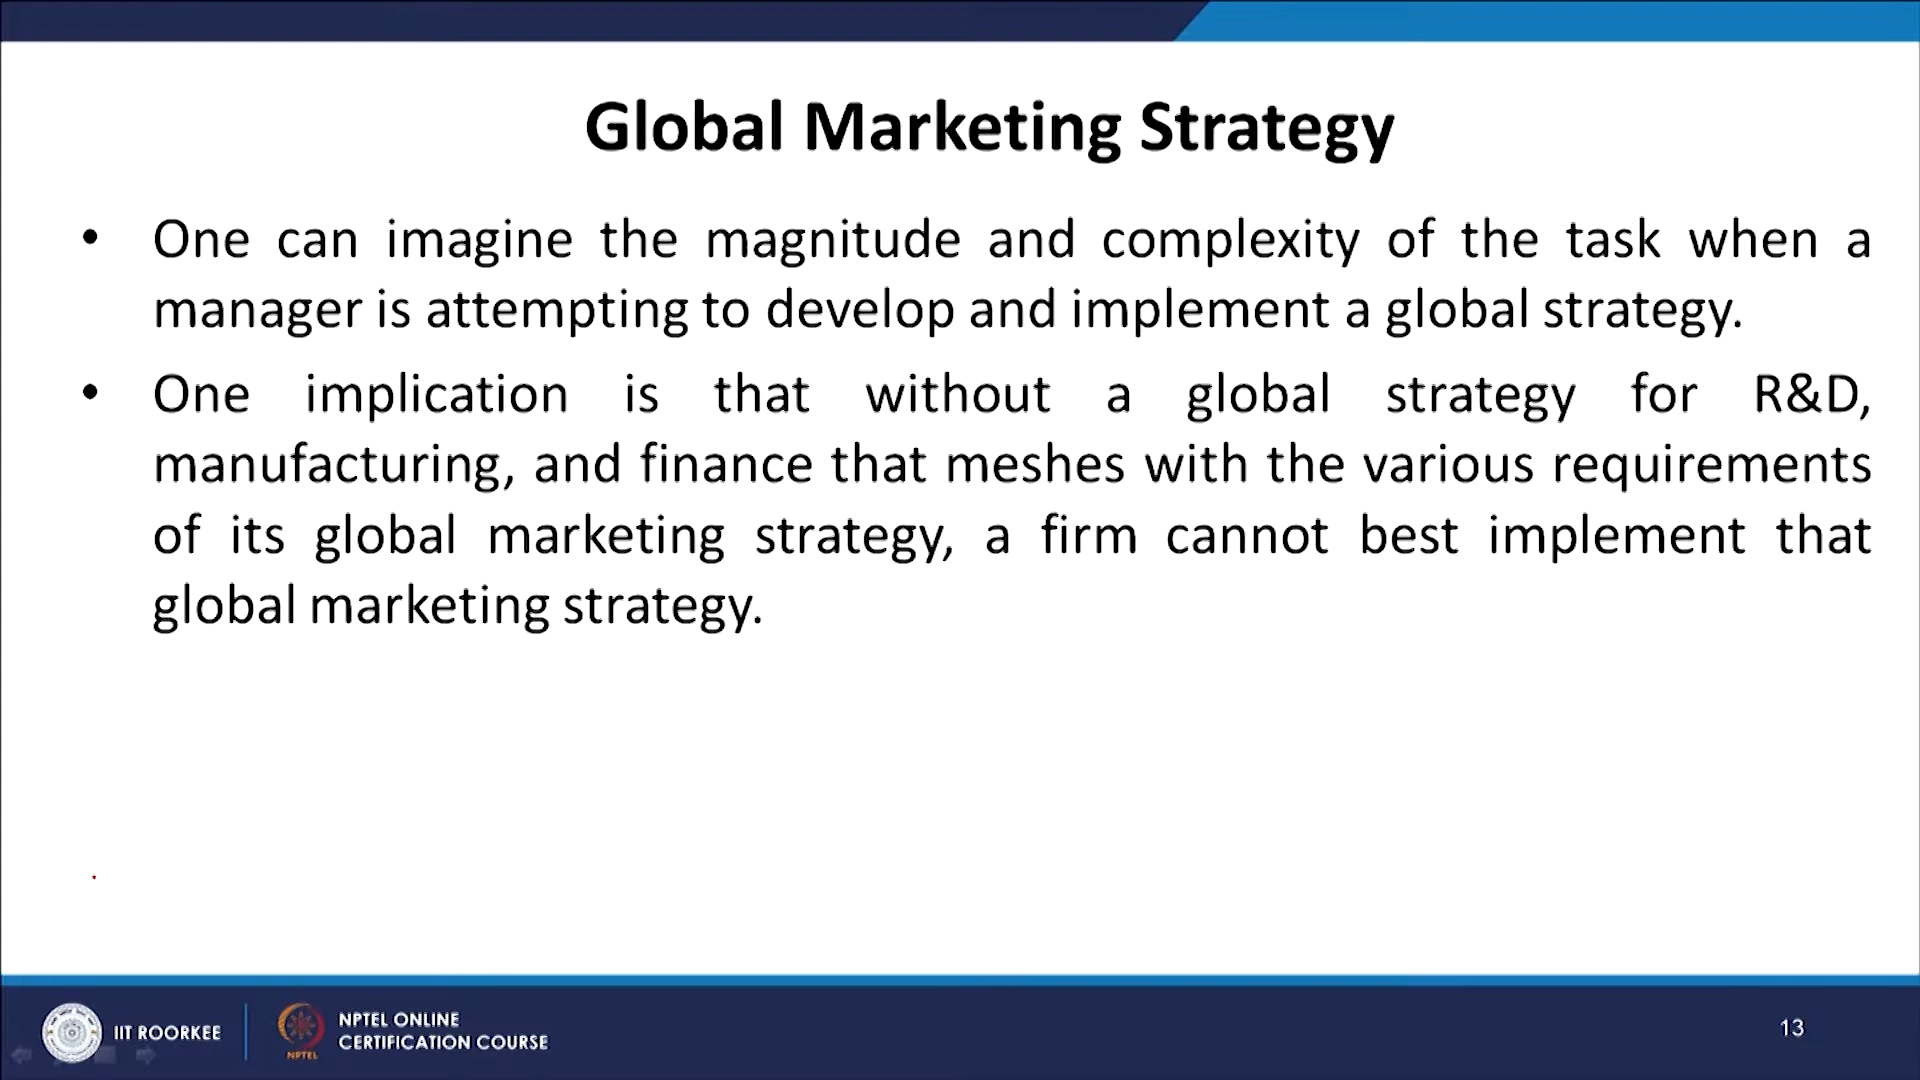 Global Marketing Strategy
• One can imagine the magnitude and complexity of the task when a
manager is attempting to develop and implement a global strategy.
• One implication is that without a global strategy for R&D,
manufacturing, and finance that meshes with the various requirements
of its global marketing strategy, a firm cannot best implement that
global marketing strategy.
IIT ROORKEE
NPTEL
NPTEL ONLINE
CERTIFICATION COURSE
13